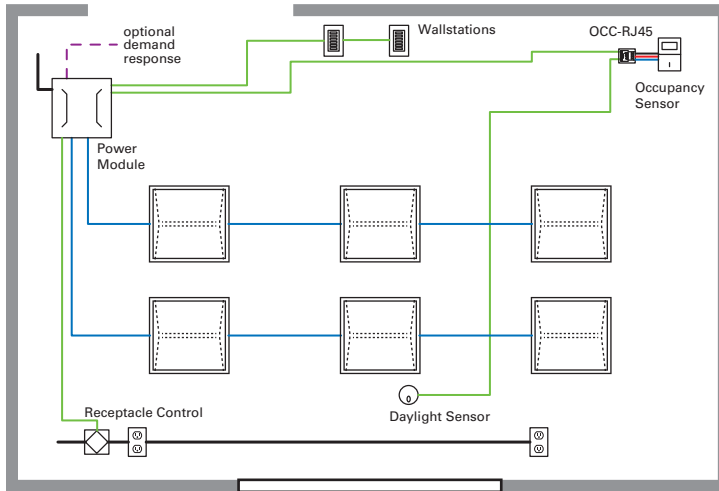 optional
demand
response
Wallstations
OCC-RJ45
Occupancy
Sensor
Power
Module
Receptacle Control
Daylight Sensor